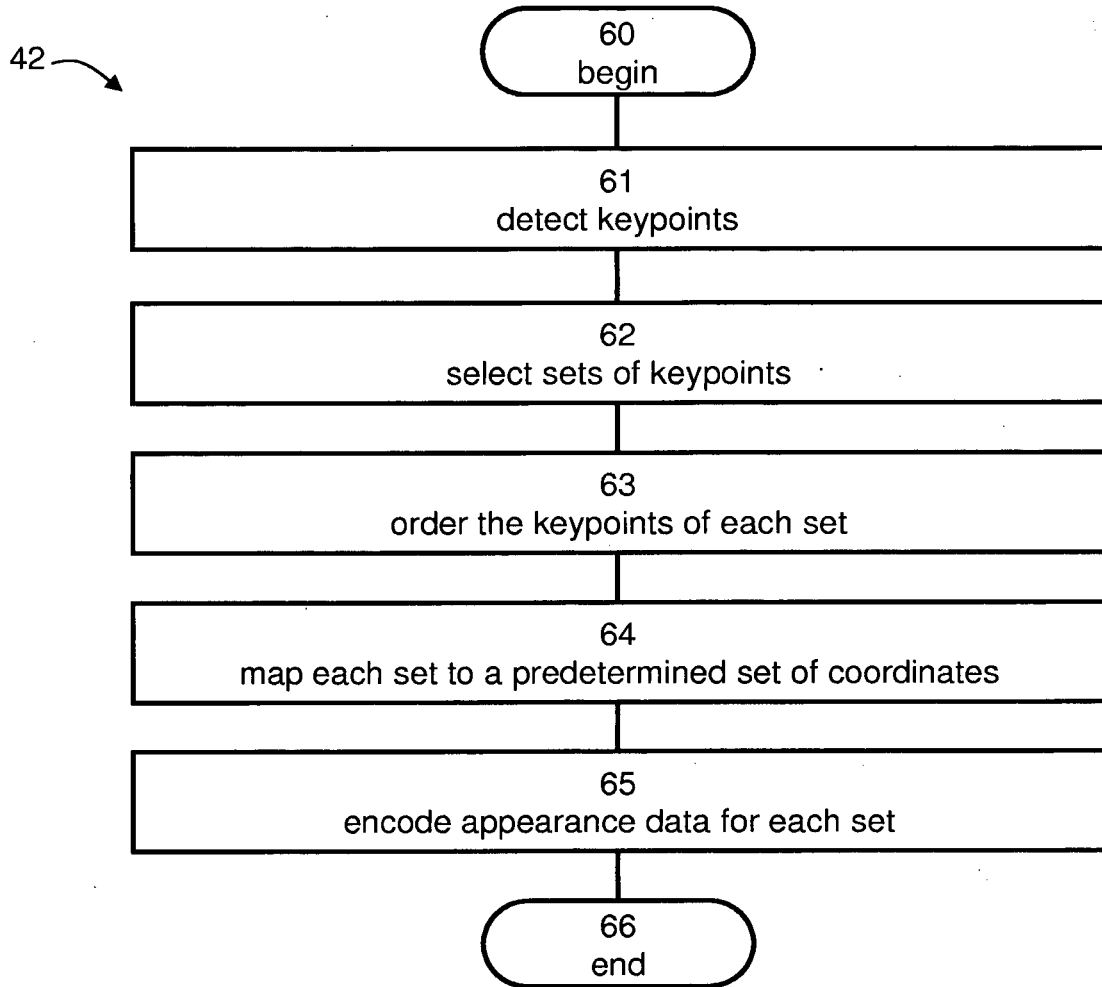 42
60
begin
61
detect keypoints
62
select sets of keypoints
63
order the keypoints of each set
64
map each set to a predetermined set of coordinates
65
encode appearance data for each set
66
end